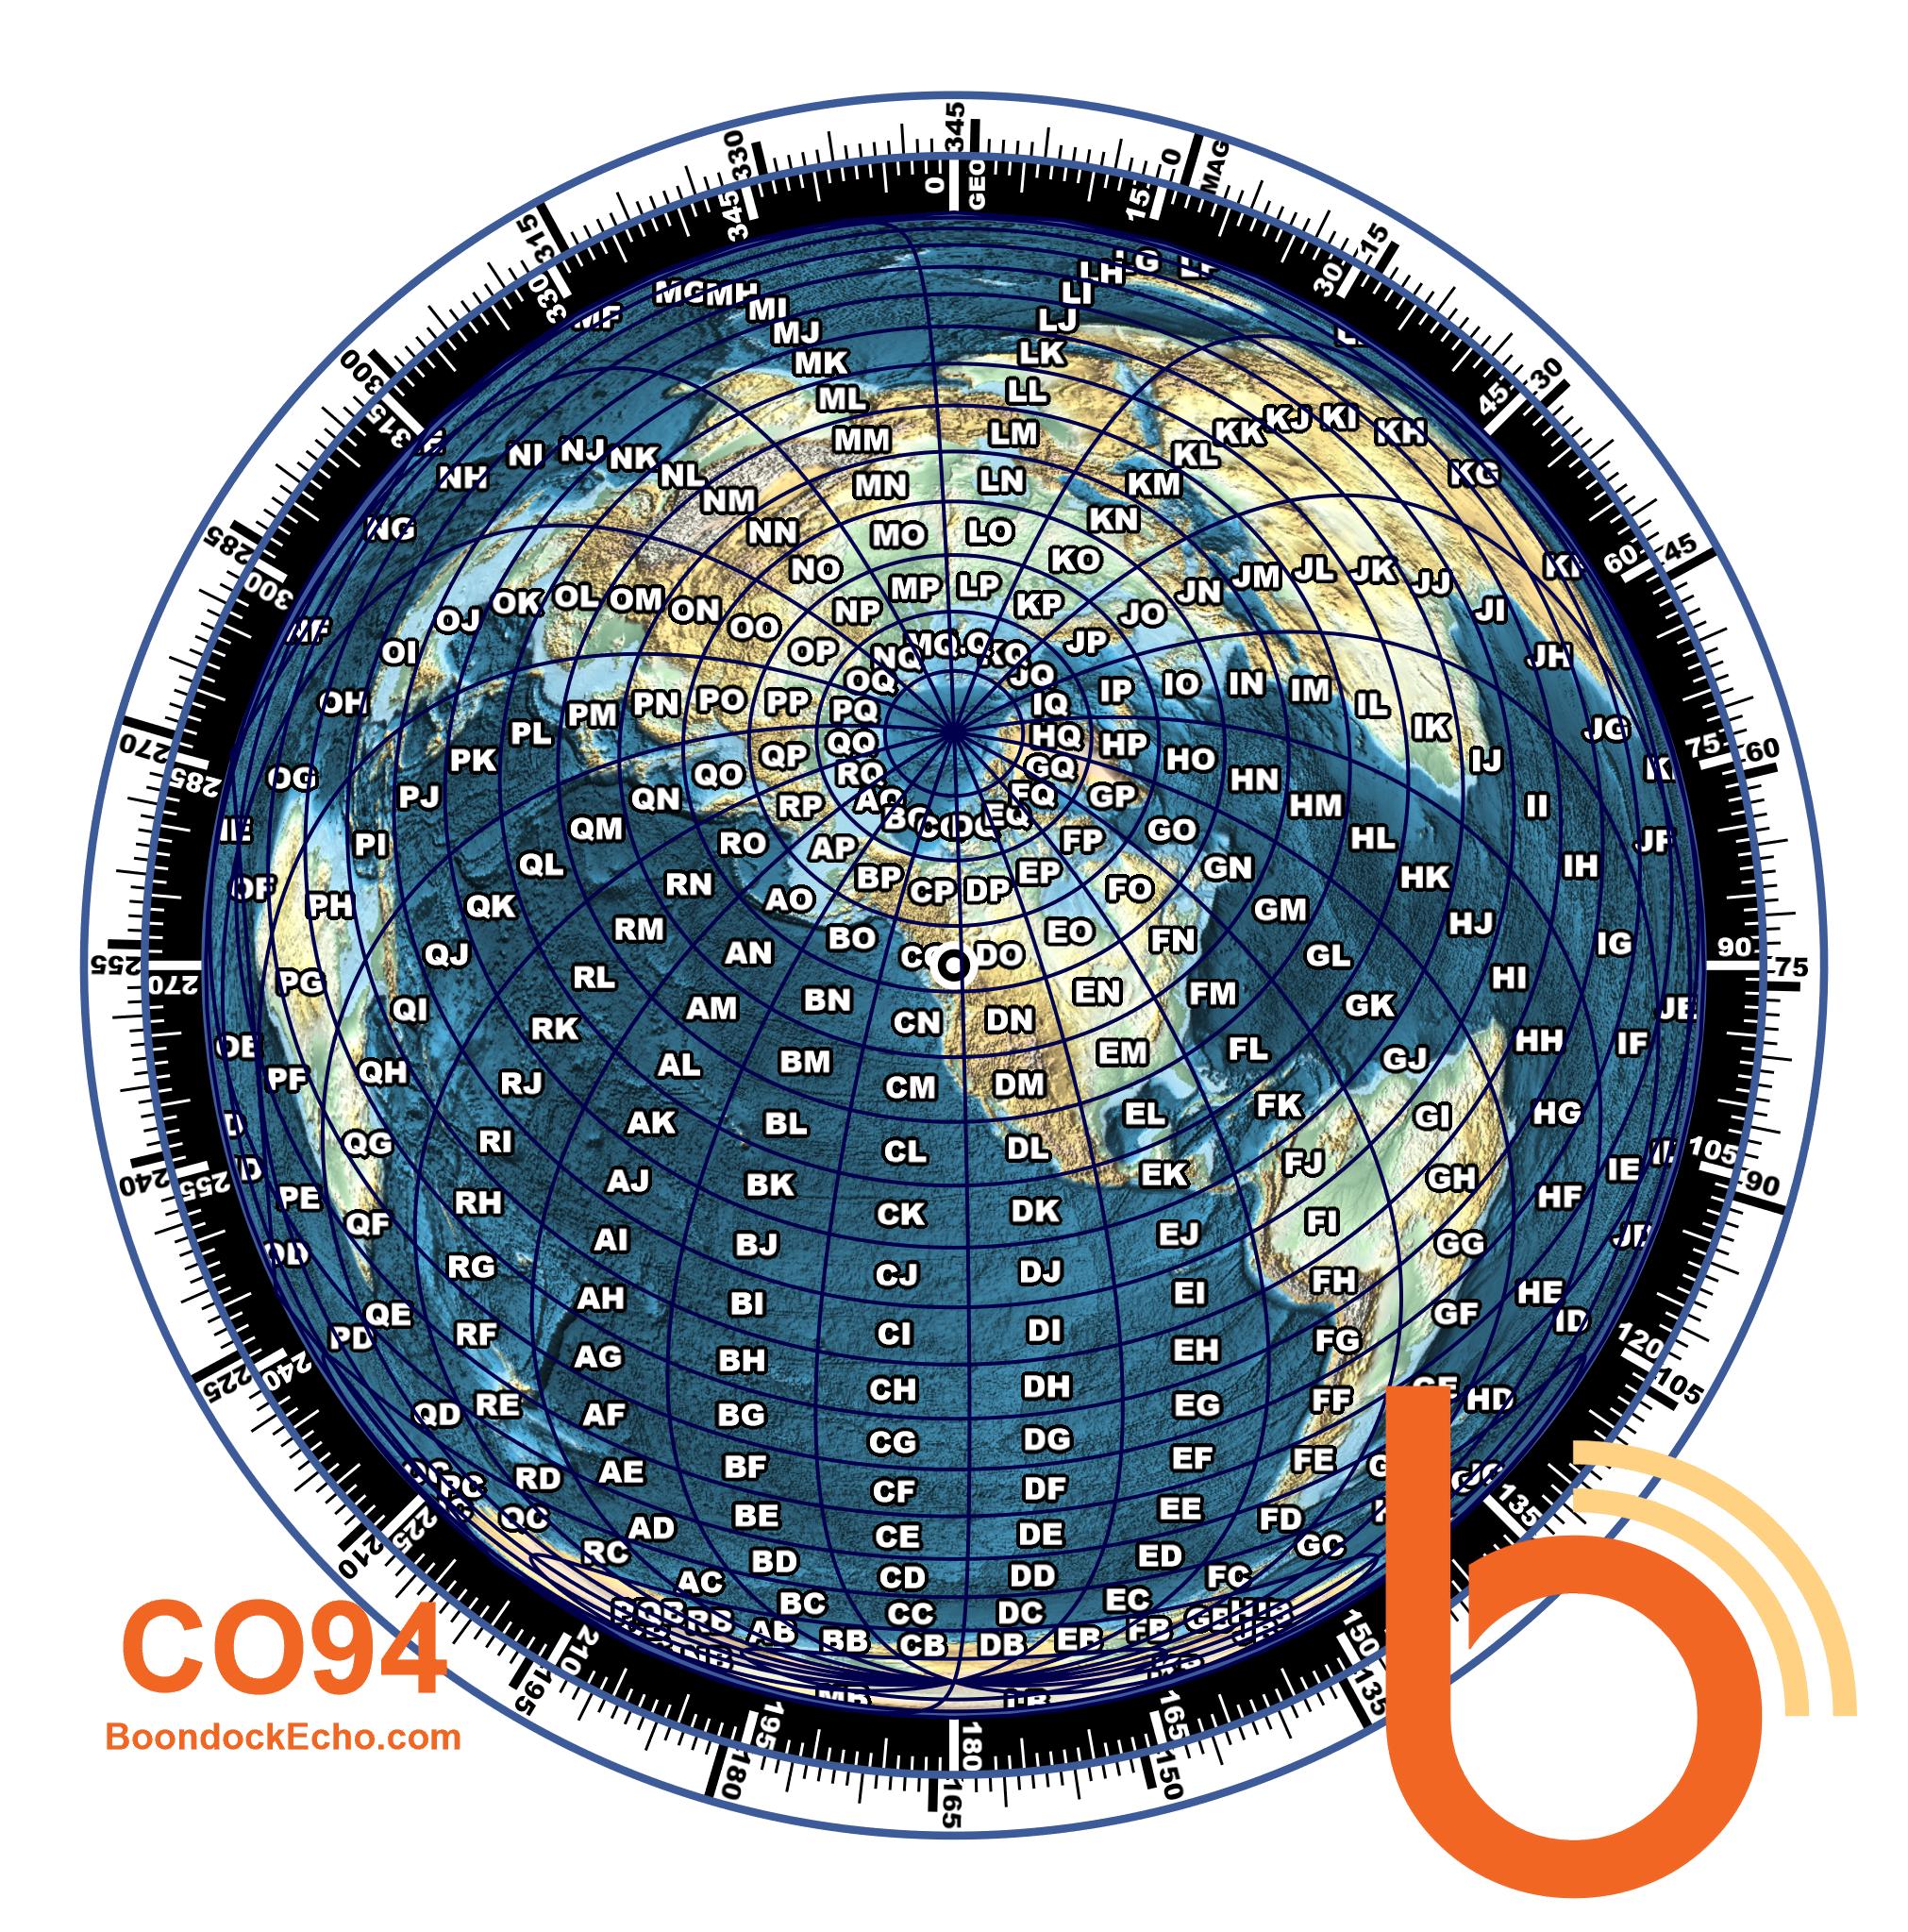 345
0
GEO
0
MAG
330
345
15
315
330
15
30
LG
LH
MG MH
LI
MF
MI
LJ
MJ
LK
MK
300
315
30
45
LL
ML
KJ KI
KK
KH
LM
MM
NI NJ NK
KL
NH
NL
KG
LN
MN
KM
NM
NG
KN
LO
MO
NN
285
300
45
60
KO
JL JK
NO
JM
JJ
LP
MP
JN
OK OL OM
KP
ON
NP
JO
JI
NF
OJ
OO
JP
OI
OP
NQ
MQ
KQ
JH
JQ
OQ
IP IO IN IM
OH
PN PO PP
IQ
IL
PQ
PM
IK
JG
PL
HQ
HP
QQ
270
285
60
75
PK
QP
HO
IJ
GQ
OG
QO
RQ
HN
PJ
QN
RP
FQ
GP
HM
II
QM
EQ
GO
HL
JF
PI
RO
AP
FP
QL
GN
IH
OF
RN
BP
CP DP
EP
FO
HK
PH
QK
AO
GM
HJ
RM
BO
EO
FN
IG
QJ
AN
DO
GL
255
270
90
75
PG
RL
EN
FM
HI
QI
AM
BN
GK
JE
RK
CN
DN
OE
EM
FL
HH
IF
PF
QH
AL
BM
GJ
RJ
CM
DM
FK
HG
AK
BL
EL
GI
QG
RI
CL
DL
105
90
EK
FJ
IE
240
255
AJ
BK
GH
PE
RH
CK
DK
HF
QF
EJ
FI
JD
AI
BJ
GG
OD
RG
CJ
DJ
FH
AH
BI
EI
HE
QE
GF
ID
PD
RF
CI
DI
FG
120
105
AG
BH
EH
225
240
CH
DH
HD
QD
RE
AF
BG
EG
FF
CG
DG
RD
AE
BF
EF
FE
PC
CF
DF
QC
BE
EE
FD
135
AD
CE
DE
GC
RC
BD
ED
AC
CD
DD
FC
BC
EC
CC
DC
RB
AB
BB
CB
DB
EB
FB
210
225
150
135
195
210
195
180
180
165
165
150
CO94
BoondockEcho.com
b